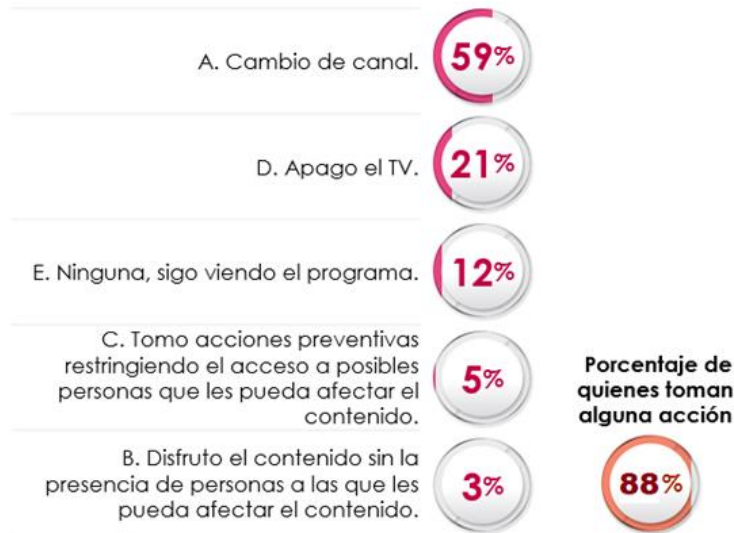 A. Cambio de canal.
59%
D. Apago el TV.
21%
E. Ninguna, sigo viendo el programa.
12%
C. Tomo acciones preventivas
restringiendo el acceso a posibles
personas que les pueda afectar el
contenido.
5%
B. Disfruto el contenido sin la
presencia de personas a las que les
pueda afectar el contenido.
3%
Porcentaje de
quienes toman
alguna acción
88%